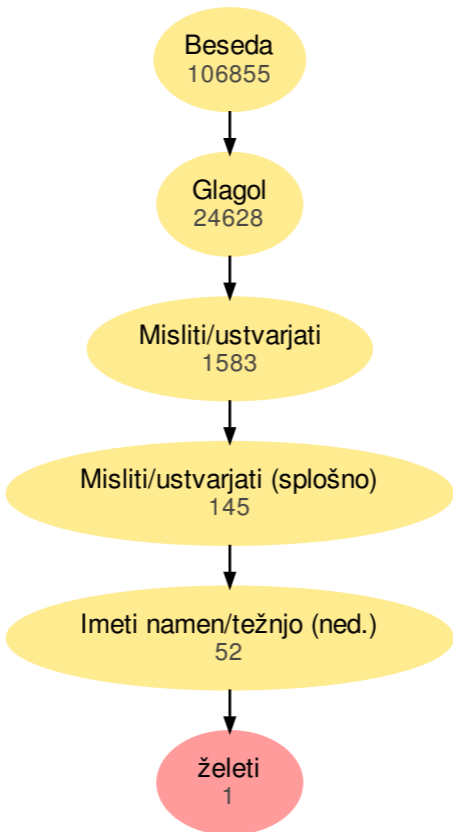 Beseda
106855
Glagol
24628
Misliti/ustvarjati
1583
Misliti/ustvarjati (splošno)
145
Imeti namen/težnjo (ned.)
52
želeti
1